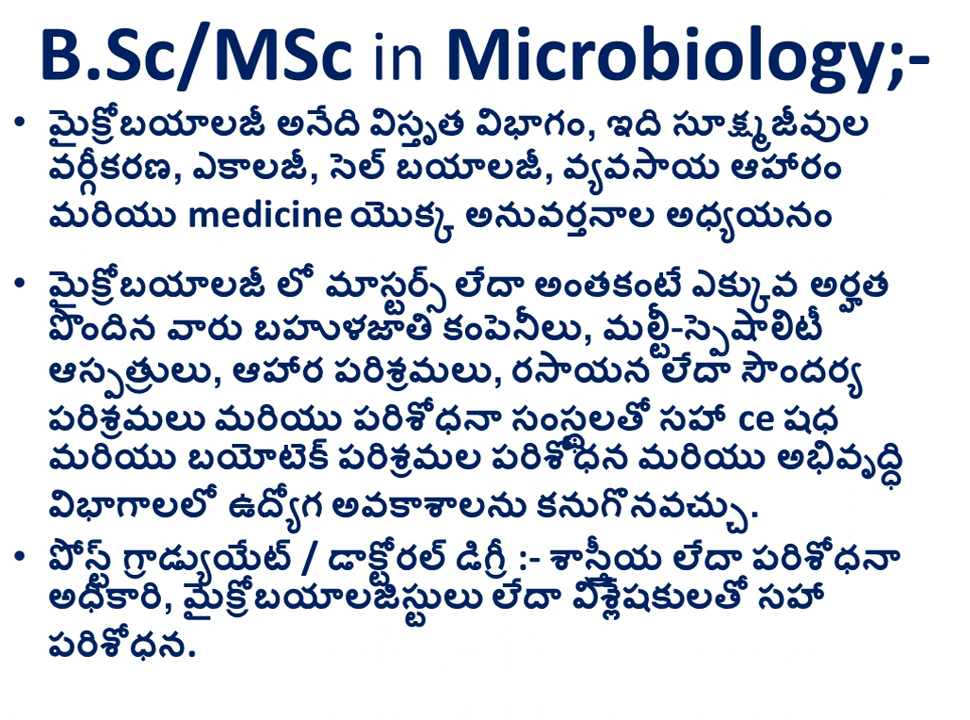 B.Sc/MSc in Microbiology;-
• మైక్రోబయాలజీ అనేది విస్తృత విభాగం, ఇది సూక్ష్మజీవుల
వర్గీకరణ, ఎకాలజీ, సెల్ బయాలజీ, వ్యవసాయ ఆహారం
మరియు medicine యొక్క అనువర్తనాల అధ్యయనం
• మైక్రోబయాలజీ లో మాస్టర్స్ లేదా అంతకంటే ఎక్కువ అర్హత
పొందిన వారు బహుళజాతి కంపెనీలు, మల్టీ-స్పెషాలిటీ
ఆస్పత్రులు, ఆహార పరిశ్రమలు, రసాయన లేదా సౌందర్య
పరిశ్రమలు మరియు పరిశోధనా సంస్థలతో సహా ce షధ
మరియు బయోటెక్ పరిశ్రమల పరిశోధన మరియు అభివృద్ధి
విభాగాలలో ఉద్యోగ అవకాశాలను కనుగొనవచ్చు.
• పోస్ట్ గ్రాడ్యుయేట్ / డాక్టోరల్ డిగ్రీ :- శాస్త్రీయ లేదా పరిశోధనా
అధికారి, మైక్రోబయాలజిస్టులు లేదా విశ్లేషకులతో సహా
పరిశోధన.